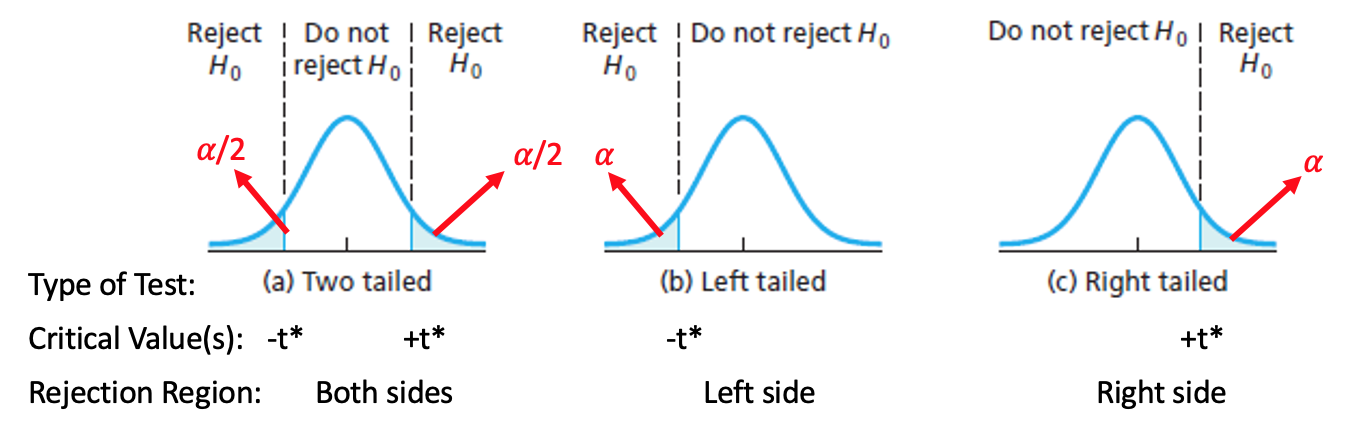 Reject Do not Reject
H₀ reject H₀ H₀
Reject Do not reject H₀
H₀
Do not reject H₀ Reject
H₀
α/2 α/2 α α
Type of Test: (a) Two tailed (b) Left tailed (c) Right tailed
Critical Value(s): -t* +t* -t* +t*
Rejection Region: Both sides Left side Right side